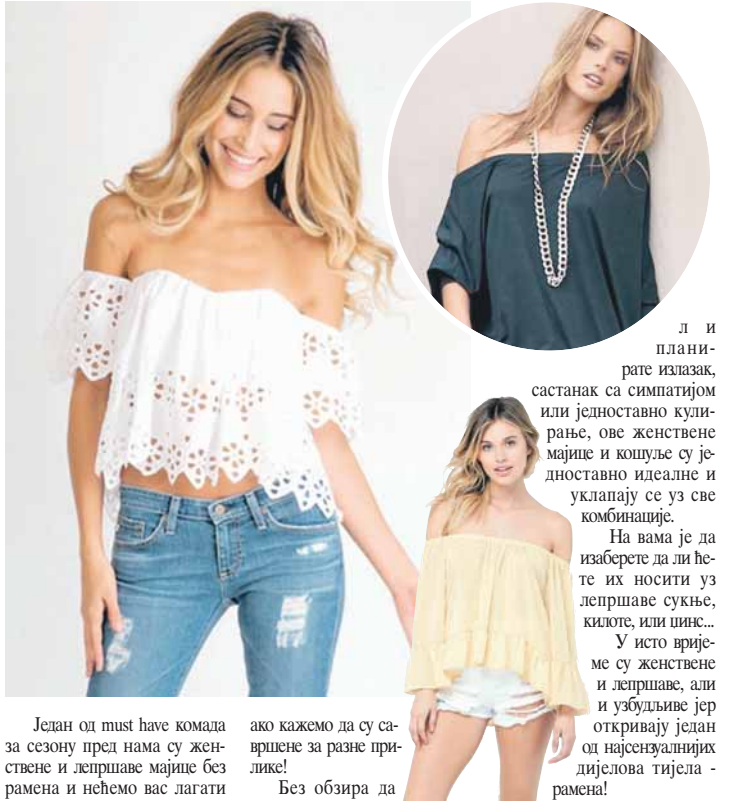 Један од must have комада
за сезону пред нама су жен-
ствене и лепршаве мајице без
рамена и нећемо вас лагати
ако кажемо да су са-
вршене за разне при-
лике!
Без обзира да
л и
плани-
рате излазак,
састанак са симпатијом
или једноставно кули-
рање, ове женствене
мајице и кошуље су је-
дноставно идеалне и
уклапају се уз све
комбинације.
На вама је да
изаберете да ли ће-
те их носити уз
лепршаве сукње,
килоте, или џинс...
У исто врије-
ме су женствене
и лепршаве, али
и узбудљиве јер
откривају један
од најсензуалнијих
дијелова тијела -
рамена!